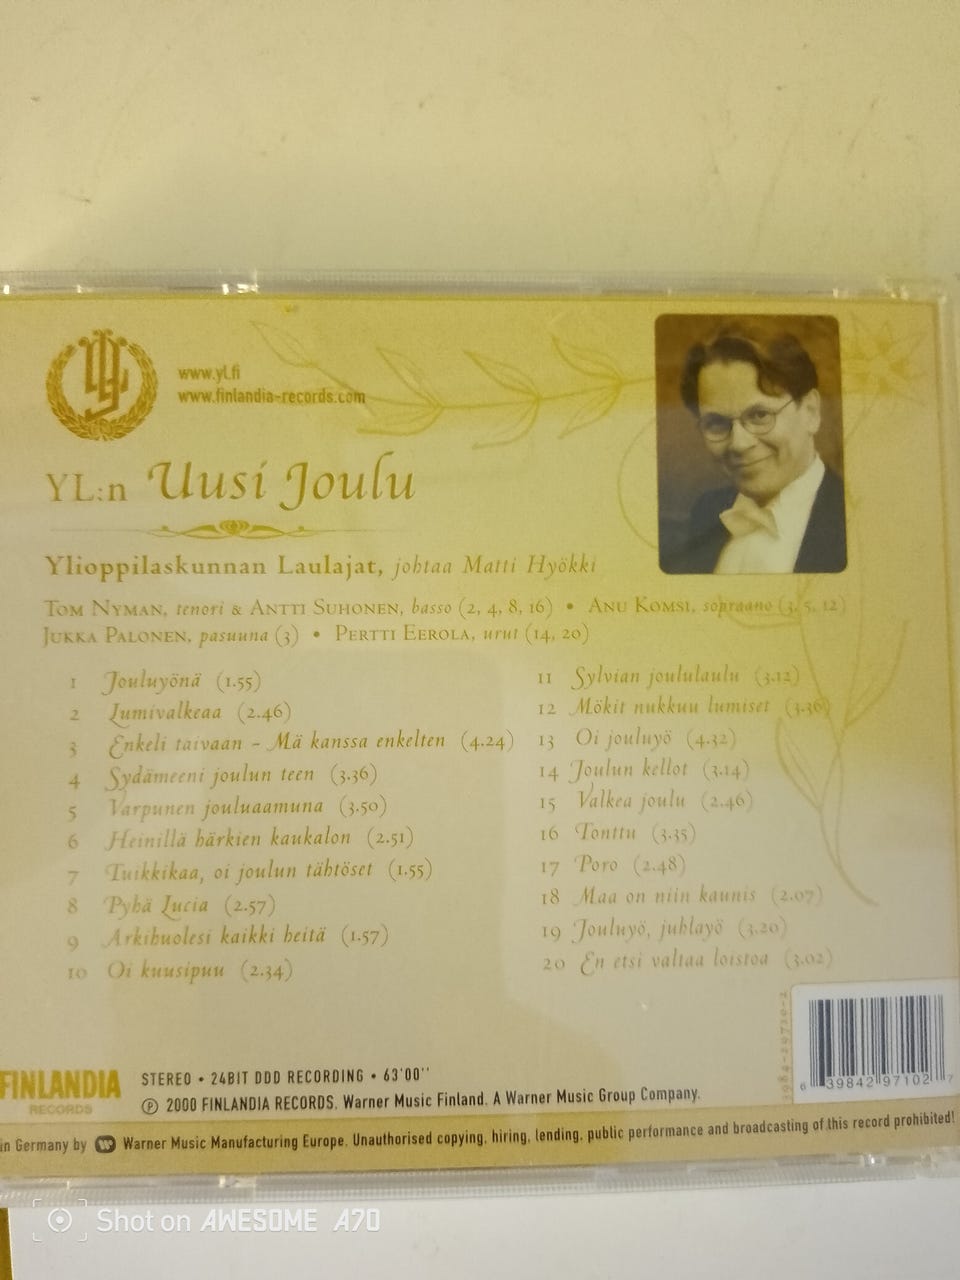 www.yl.fi
www.finlandia-records.com
YL:n Uusi Joulu
Ylioppilaskunnan Laulajat, johtaa Matti Hyökki
Tom Nyman, tenori & Antti Suhonen, basso (2, 4, 8, 16) • Anu Komsi, sopraano (3, 5, 12)
Jukka Palonen, pasuuna (3) • Pertti Eerola, urut (14, 20)
1 Jouluyönä (1.55)
2 Lumivalkeaa (2.46)
3 Enkeli taivaan – Mä kanssa enkelten (4.24)
4 Sydämeeni joulun teen (3.36)
5 Varpunen jouluaamuna (3.50)
6 Heinillä härkien kaukalon (2.51)
7 Tuikkikaa, oi joulun tähtöset (1.55)
8 Pyhä Lucia (2.57)
9 Arkihuolesi kaikki heitä (1.57)
10 Oi kuusipuu (2.34)
11 Sylvian joululaulu (3.12)
12 Mökit nukkuu lumiset (3.36)
13 Oi jouluyö (4.32)
14 Joulun kellot (3.14)
15 Valkea joulu (2.46)
16 Tonttu (3.35)
17 Poro (2.48)
18 Maa on niin kaunis (2.07)
19 Jouluyö, juhlayö (3.20)
20 En etsi valtaa loistoa (3.02)
6 39842 97102 7
FINLANDIA
RECORDS
STEREO • 24BIT DDD RECORDING • 63'00''
℗ 2000 FINLANDIA RECORDS. Warner Music Finland. A Warner Music Group Company.
in Germany by Warner Music Manufacturing Europe. Unauthorised copying, hiring, lending, public performance and broadcasting of this record prohibited!
Shot on AWESOME A70